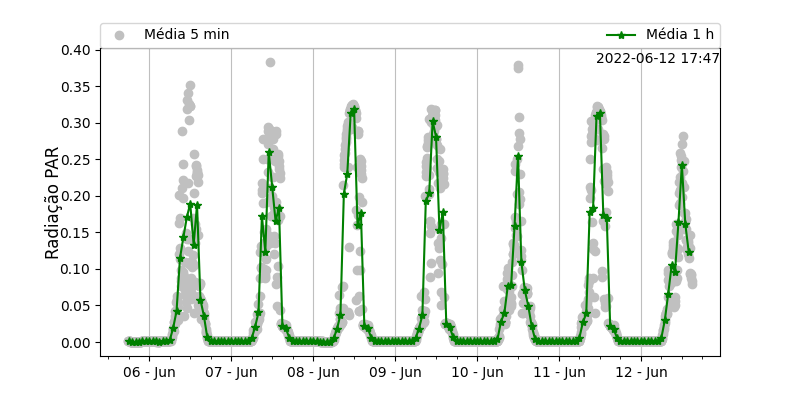 Média 5 min
Média 1 h
2022-06-12 17:47
Radiação PAR
0.40
0.35
0.30
0.25
0.20
0.15
0.10
0.05
0.00
06 - Jun
07 - Jun
08 - Jun
09 - Jun
10 - Jun
11 - Jun
12 - Jun